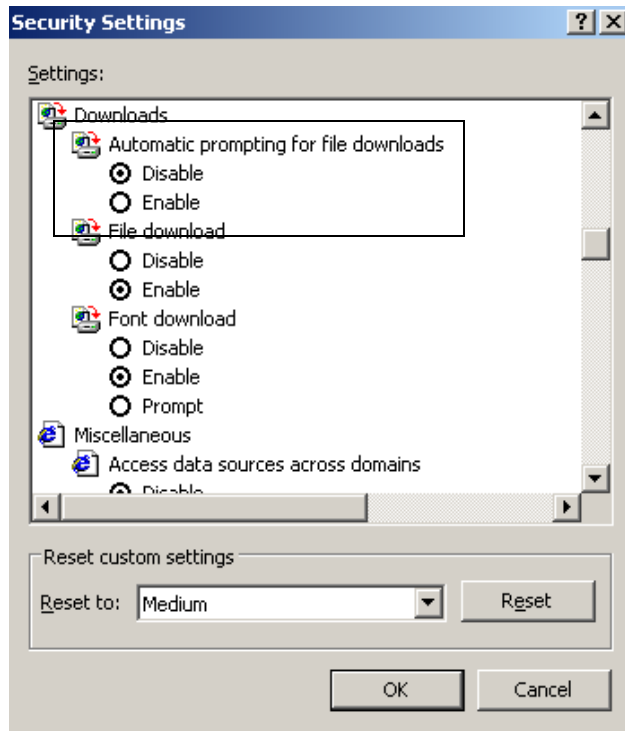 Security Settings
Settings:
Downloads
Automatic prompting for file downloads
Disable
Enable
File download
Disable
Enable
Font download
Disable
Enable
Prompt
Miscellaneous
Access data sources across domains
Disable
Reset custom settings
Reset to: Medium Reset
OK Cancel